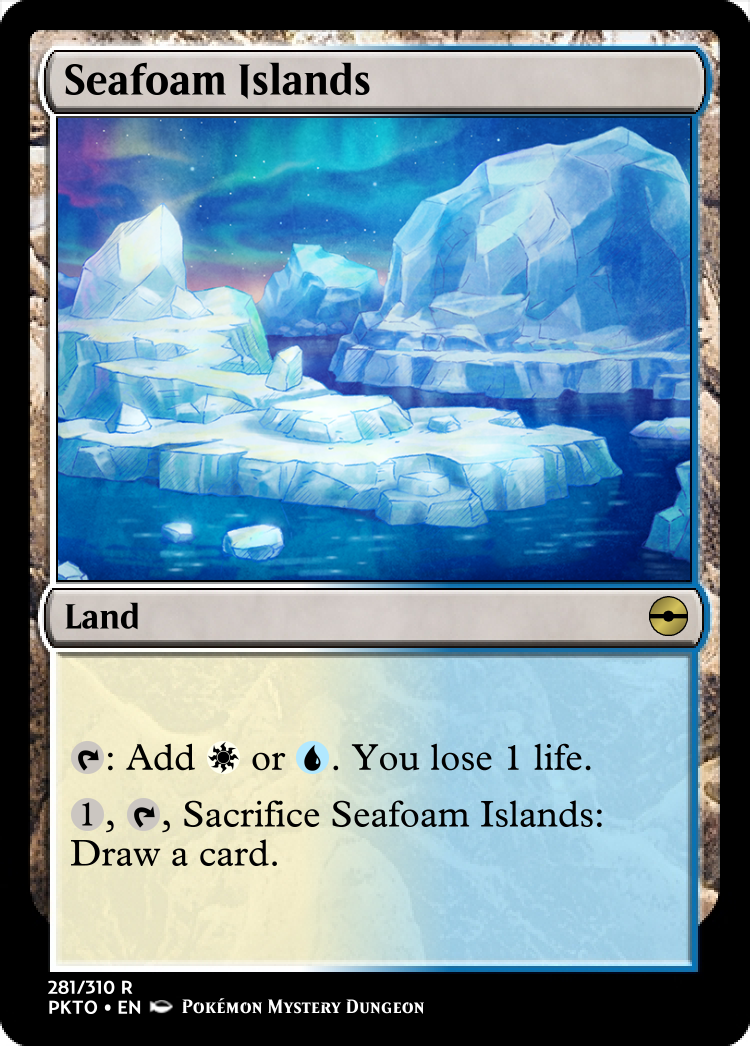 Seafoam Islands
Land
: Add or . You lose 1 life.
1, , Sacrifice Seafoam Islands:
Draw a card.
281/310 R
PKTO • EN Pokémon Mystery Dungeon